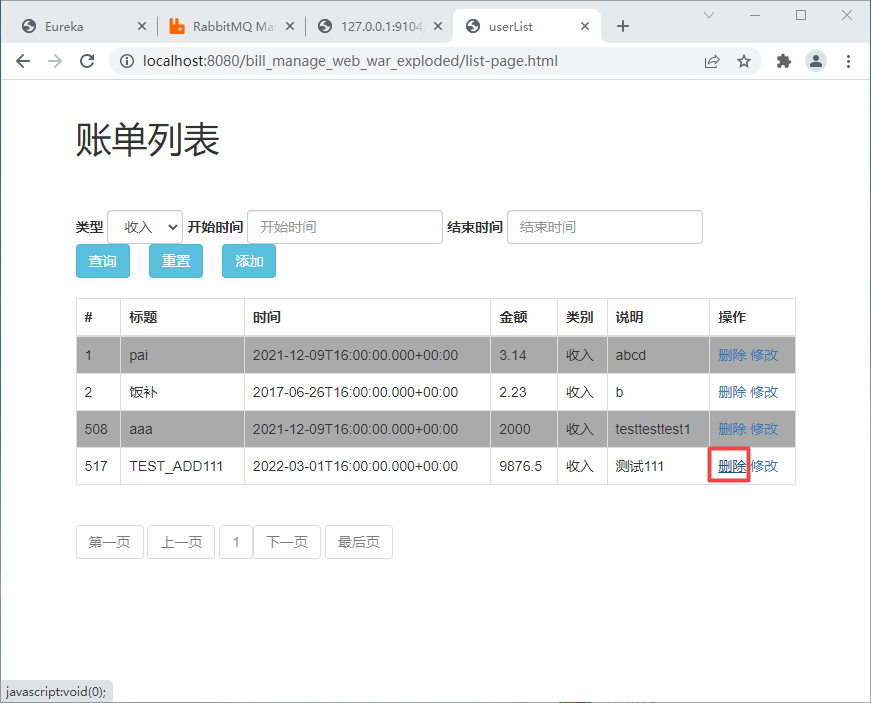 Eureka
RabbitMQ Ma
127.0.0.1:9104
userList
localhost:8080/bill_manage_web_war_exploded/list-page.html
账单列表
类型 收入 开始时间 开始时间 结束时间 结束时间
查询 重置 添加
# 标题 时间 金额 类别 说明 操作
1 pai 2021-12-09T16:00:00.000+00:00 3.14 收入 abcd 删除 修改
2 饭补 2017-06-26T16:00:00.000+00:00 2.23 收入 b 删除 修改
508 aaa 2021-12-09T16:00:00.000+00:00 2000 收入 testtesttest1 删除 修改
517 TEST_ADD111 2022-03-01T16:00:00.000+00:00 9876.5 收入 测试111 删除 修改
第一页 上一页 1 下一页 最后页
javascript:void(0);